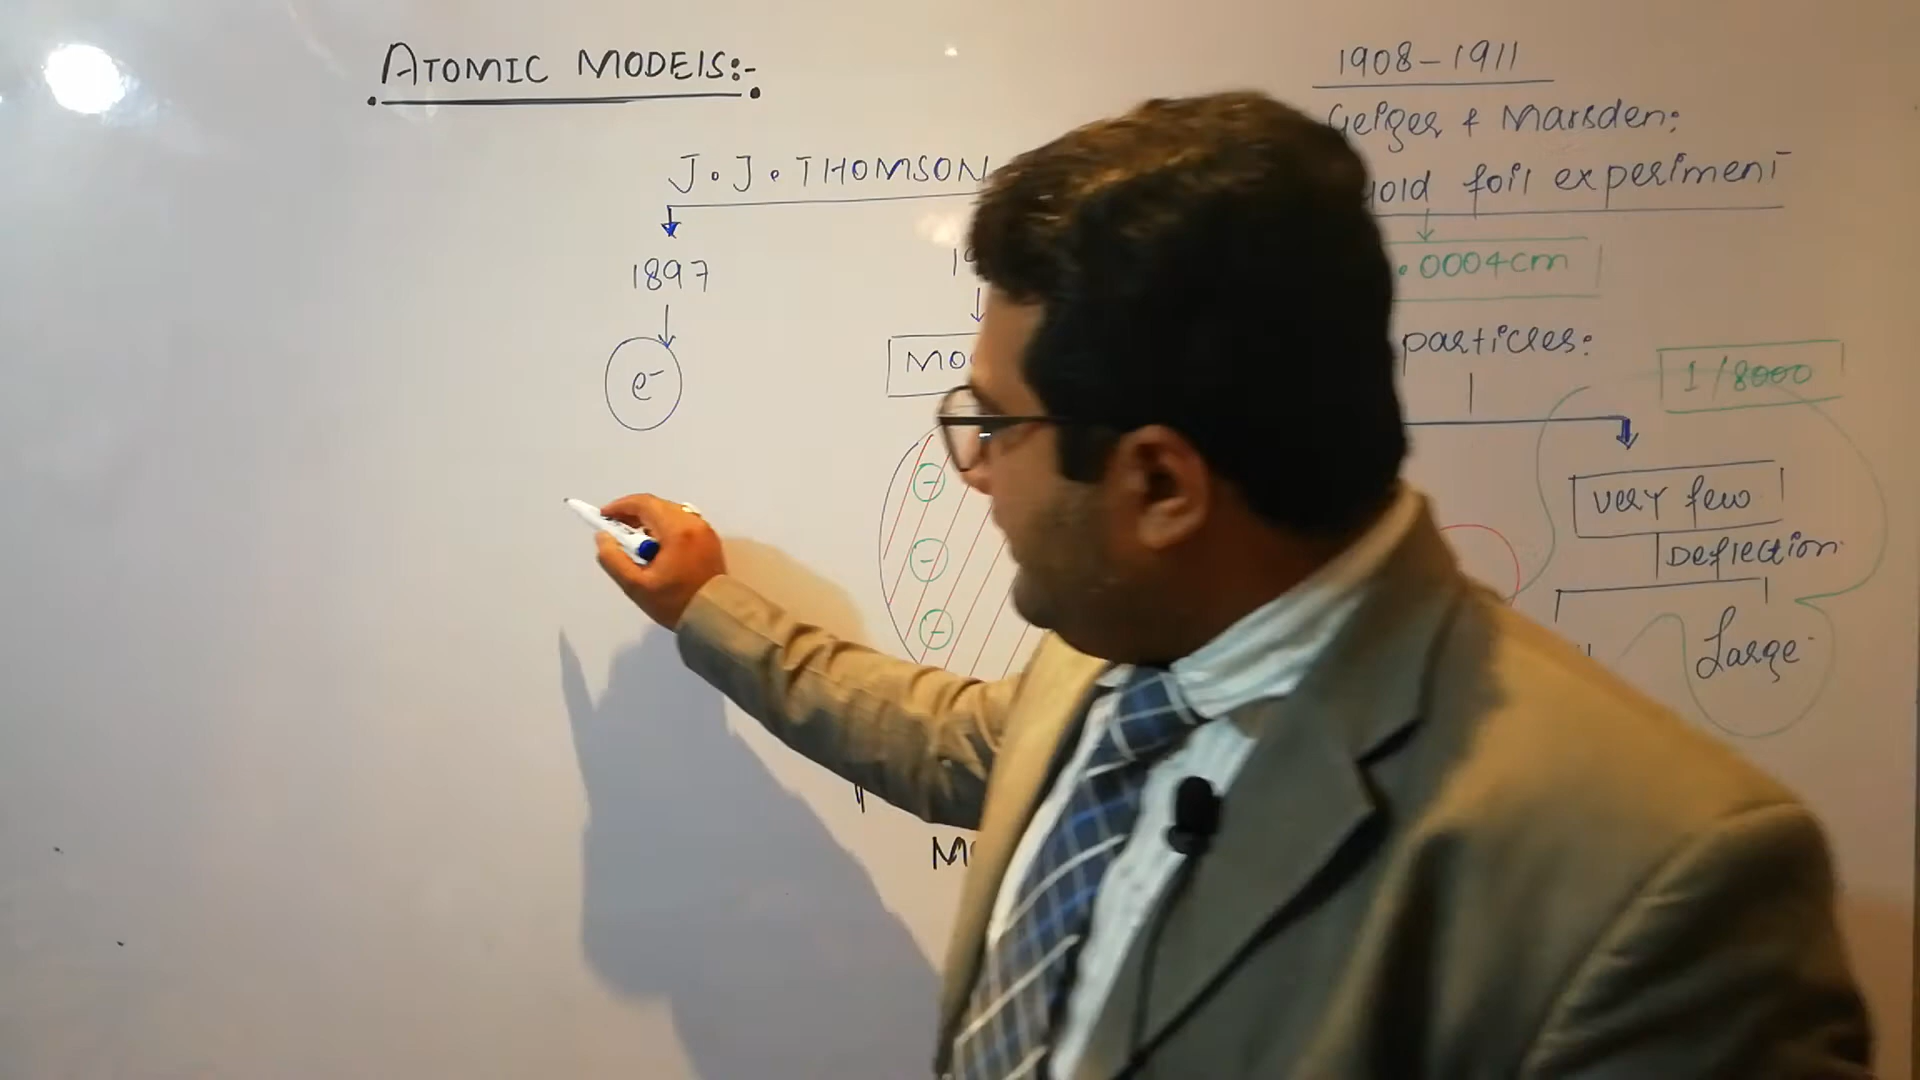 ATOMIC MODELS:-
J.J. THOMSON
1897
e-
19
MO
-
-
-
M
1908-1911
Geiger & Marsden:
Gold foil experiment
.0004cm
particles:
1/8000
very few
Deflection
Large